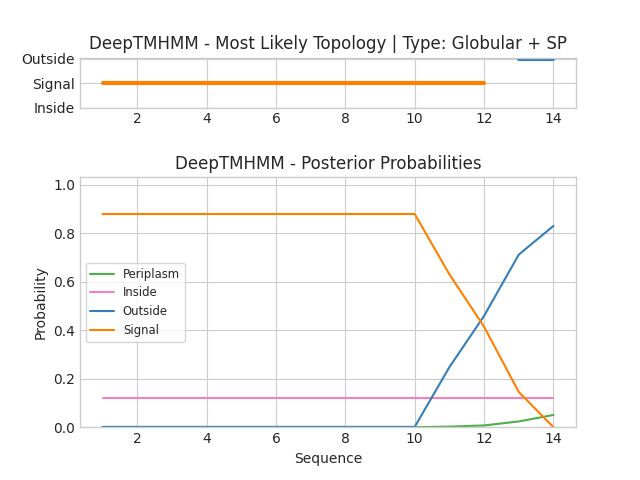 DeepTMHMM - Most Likely Topology | Type: Globular + SP
Outside
Signal
Inside
2 4 6 8 10 12 14
DeepTMHMM - Posterior Probabilities
1.0
0.8
0.6
0.4
0.2
0.0
Probability
Periplasm
Inside
Outside
Signal
2 4 6 8 10 12 14
Sequence